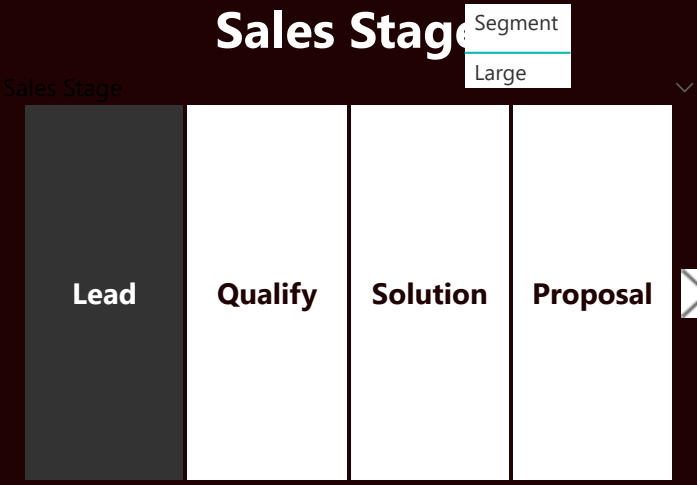 Sales Stage
Segment
Large
Sales Stage
Lead
Qualify
Solution
Proposal